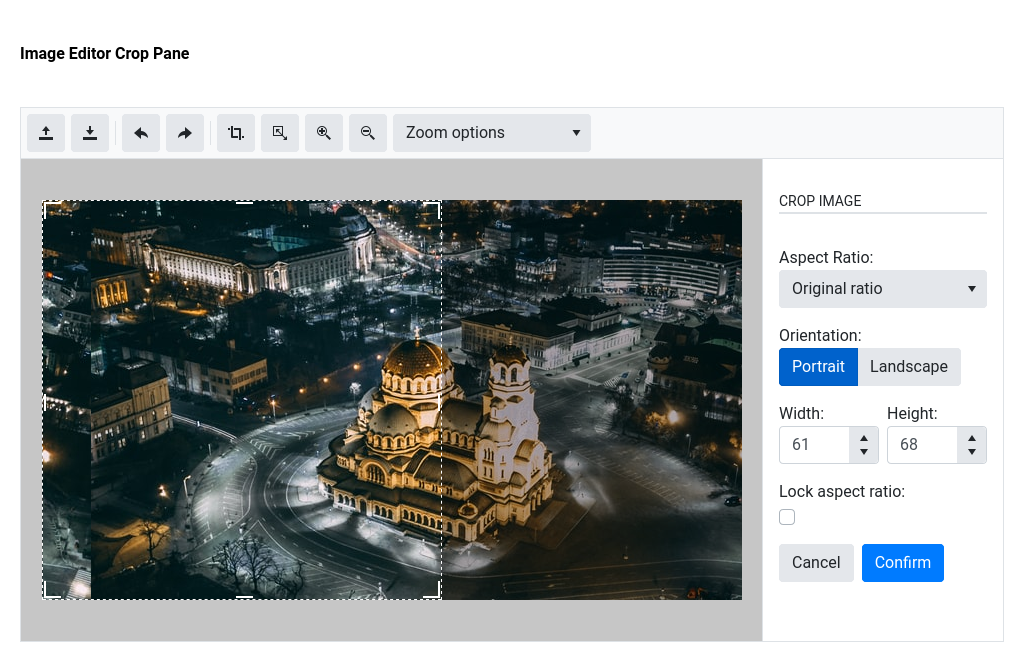 Image Editor Crop Pane
Zoom options
CROP IMAGE
Aspect Ratio:
Original ratio
Orientation:
Portrait Landscape
Width: Height:
61 68
Lock aspect ratio:
Cancel Confirm